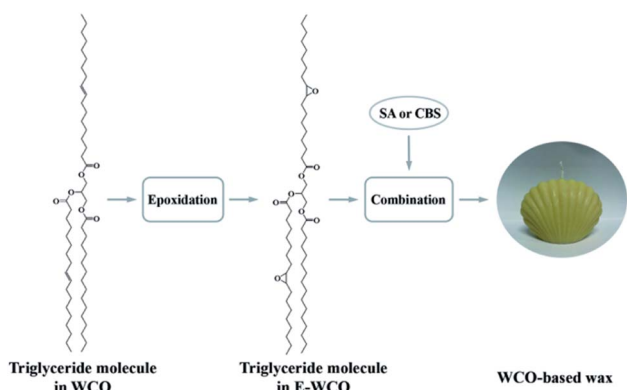 O
SA or CBS
O
O
O
O
O
O
O
O
O
O
O
O
Epoxidation
Combination
O
Triglyceride molecule
in WCO
Triglyceride molecule
in E-WCO
WCO-based wax